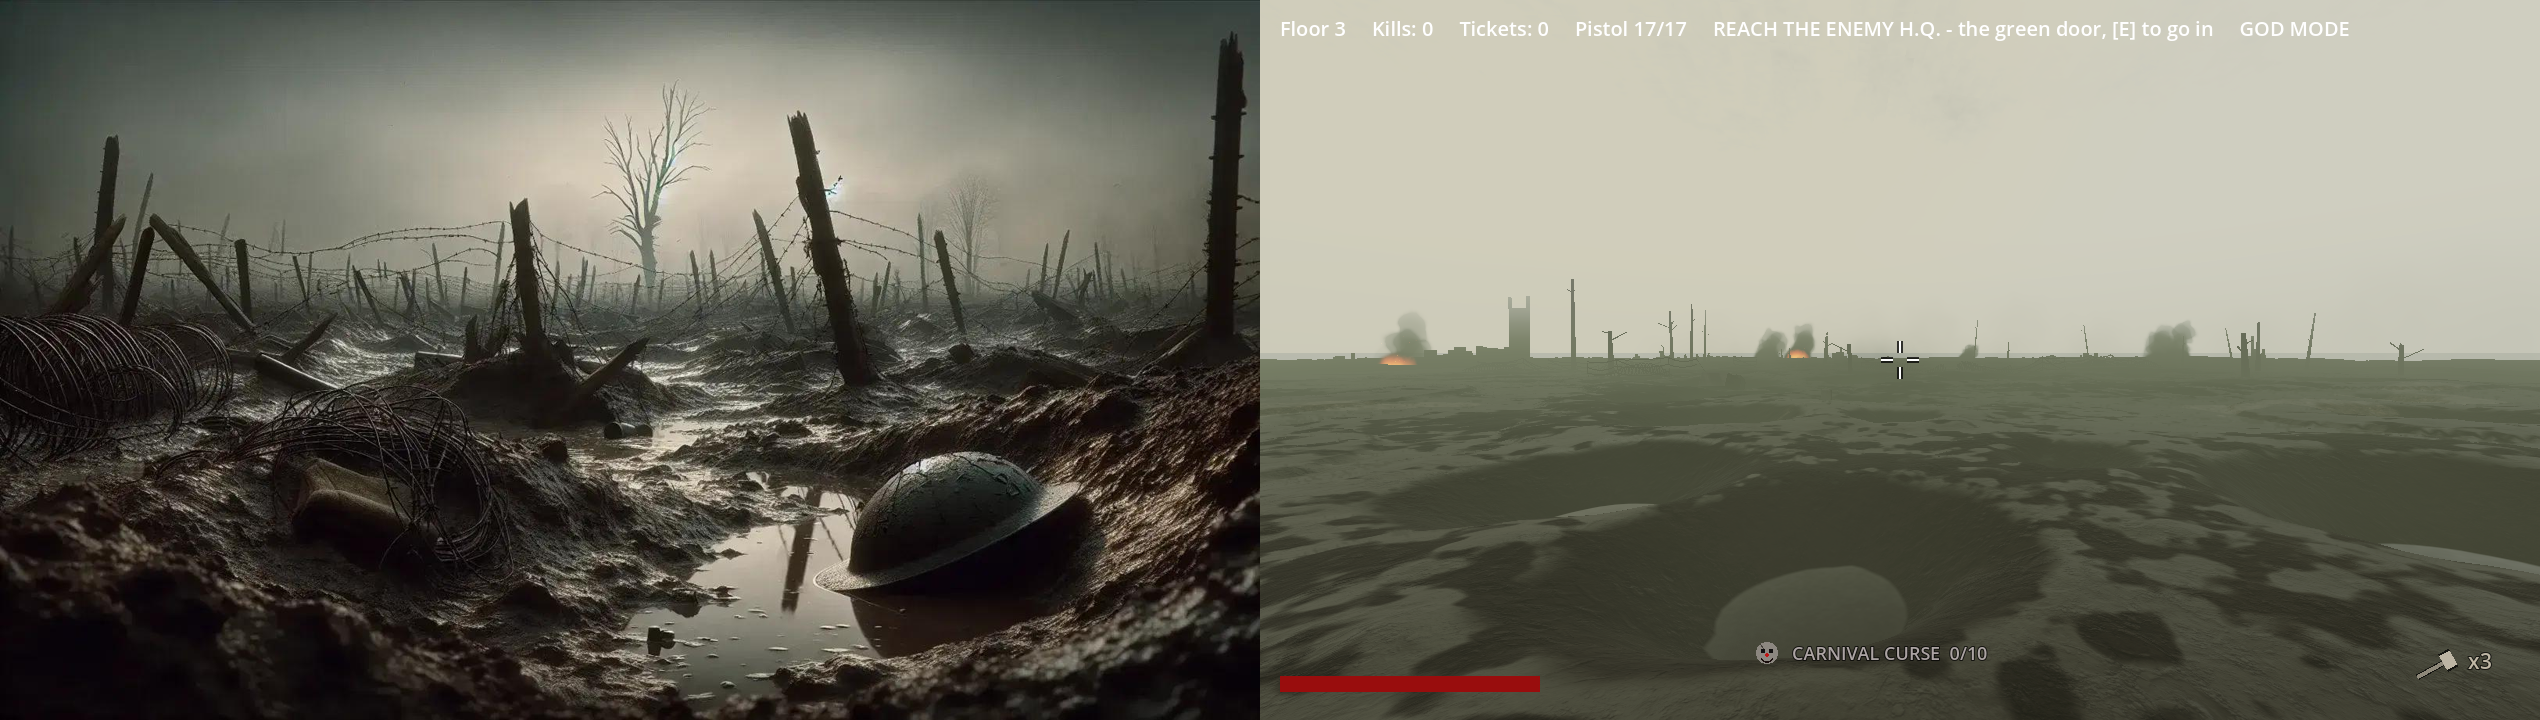 Floor 3 Kills: 0 Tickets: 0 Pistol 17/17 REACH THE ENEMY H.Q. - the green door, [E] to go in GOD MODE
CARNIVAL CURSE 0/10
x3